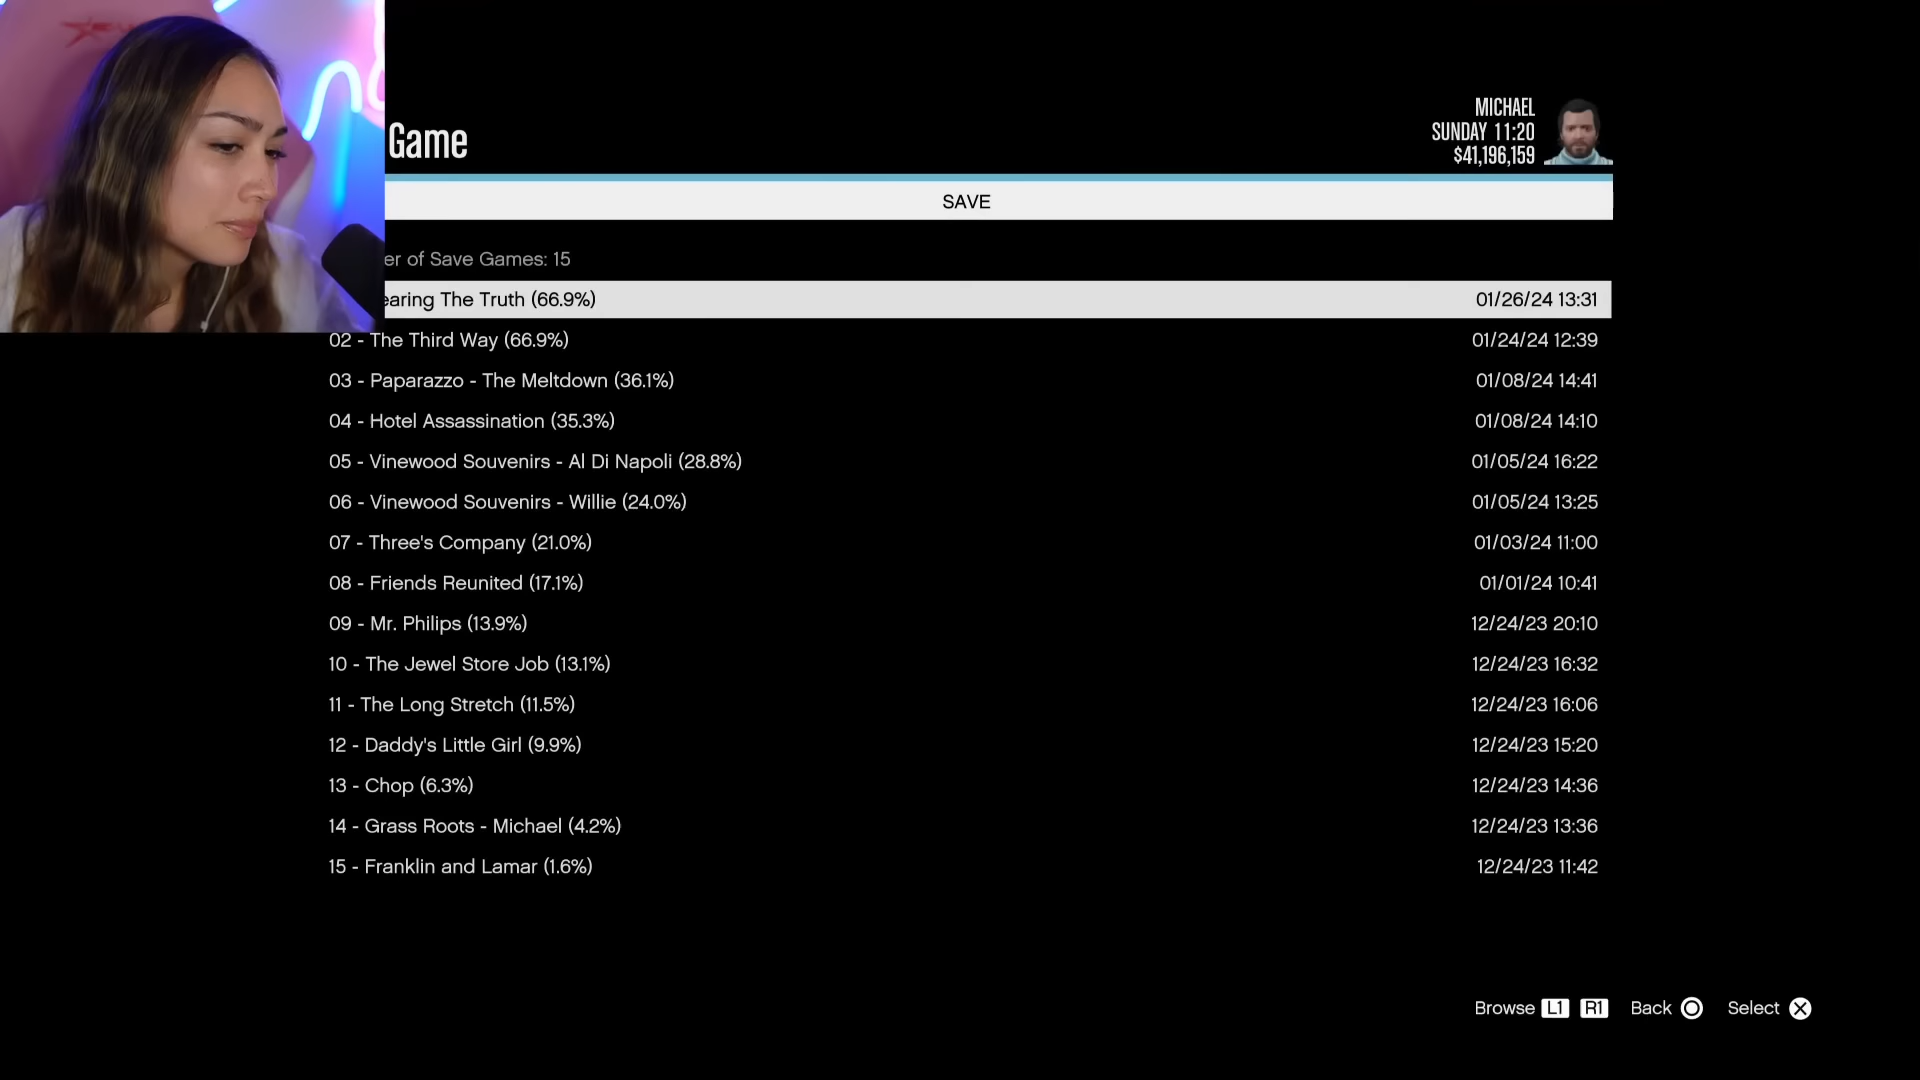 Game
MICHAEL
SUNDAY 11:20
$41,196,159
SAVE
of Save Games: 15
The Truth (66.9%) 01/26/24 13:31
02 - The Third Way (66.9%) 01/24/24 12:39
03 - Paparazzo - The Meltdown (36.1%) 01/08/24 14:41
04 - Hotel Assassination (35.3%) 01/08/24 14:10
05 - Vinewood Souvenirs - Al Di Napoli (28.8%) 01/05/24 16:22
06 - Vinewood Souvenirs - Willie (24.0%) 01/05/24 13:25
07 - Three's Company (21.0%) 01/03/24 11:00
08 - Friends Reunited (17.1%) 01/01/24 10:41
09 - Mr. Philips (13.9%) 12/24/23 20:10
10 - The Jewel Store Job (13.1%) 12/24/23 16:32
11 - The Long Stretch (11.5%) 12/24/23 16:06
12 - Daddy's Little Girl (9.9%) 12/24/23 15:20
13 - Chop (6.3%) 12/24/23 14:36
14 - Grass Roots - Michael (4.2%) 12/24/23 13:36
15 - Franklin and Lamar (1.6%) 12/24/23 11:42
Browse L1 R1 Back Select